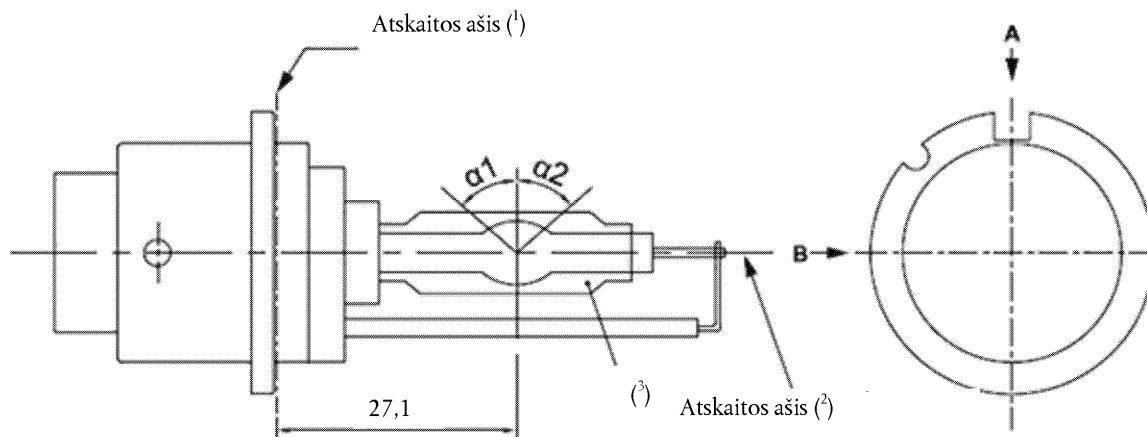 Atskaitos ašis (¹)
A
α1 α2
B
(³)
Atskaitos ašis (²)
27,1